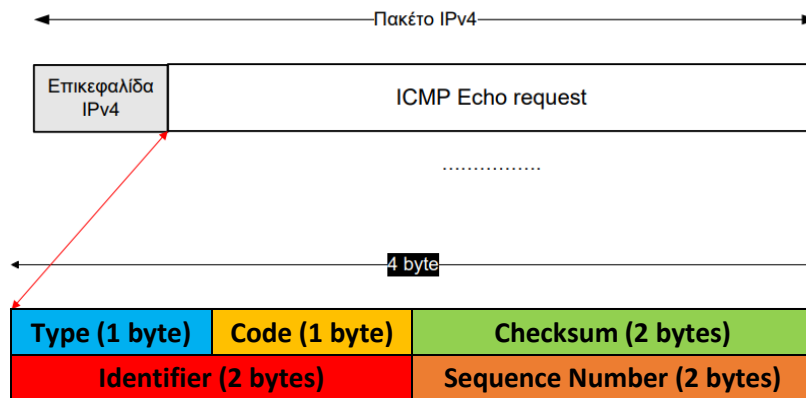 Πακέτο IPv4
Επικεφαλίδα
IPv4
ICMP Echo request
................
4 byte
Type (1 byte) Code (1 byte) Checksum (2 bytes)
Identifier (2 bytes) Sequence Number (2 bytes)